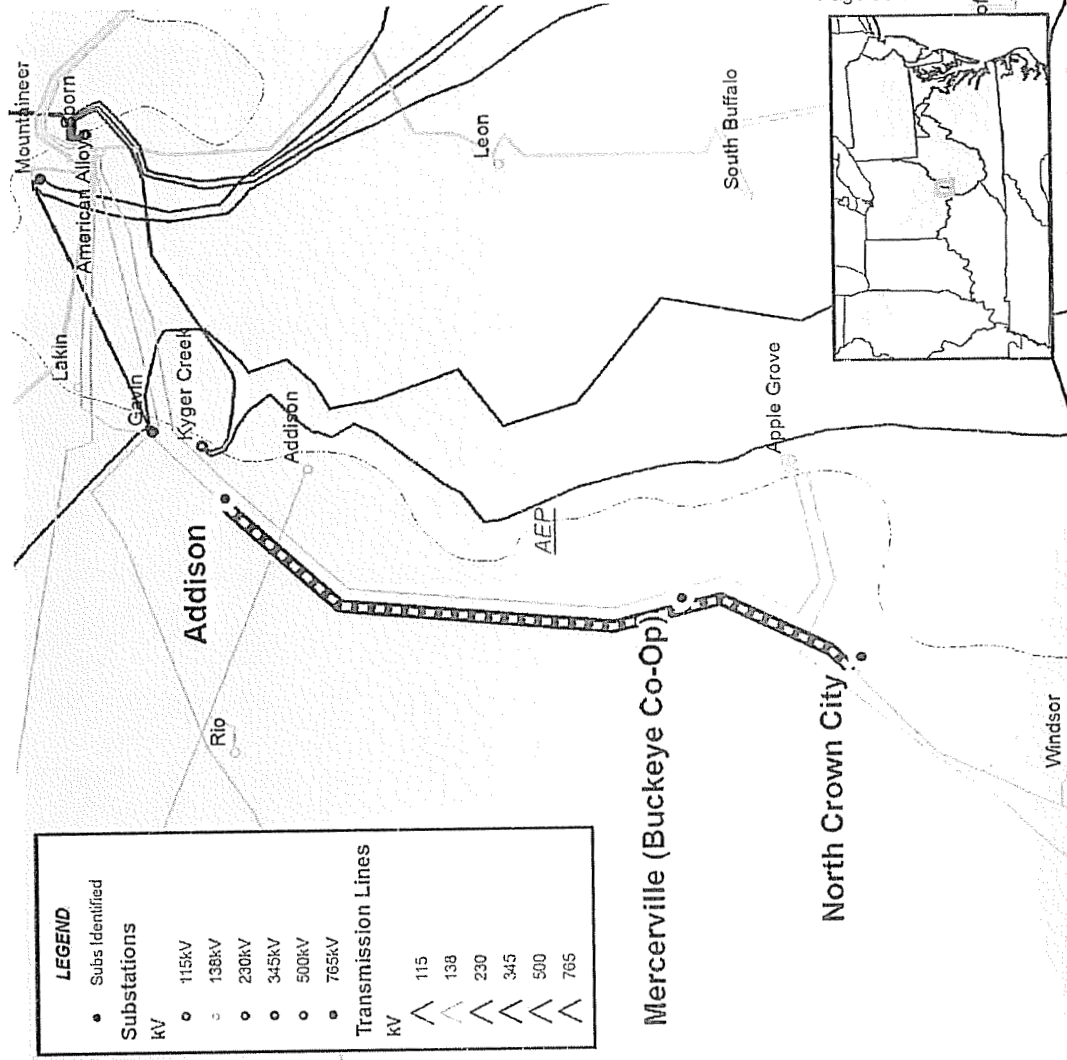 LEGEND
Subs Identified
Substations
kV
115kV
138kV
230kV
345kV
500kV
765kV
Transmission Lines
kV
115
138
230
345
500
765
Mountaineer
Sporn
American Alloys
Lakin
Gavin
Kyger Creek
Addison
Addison
Rio
Leon
South Buffalo
AEP
Apple Grove
Mercerville (Buckeye Co-Op)
North Crown City
Windsor